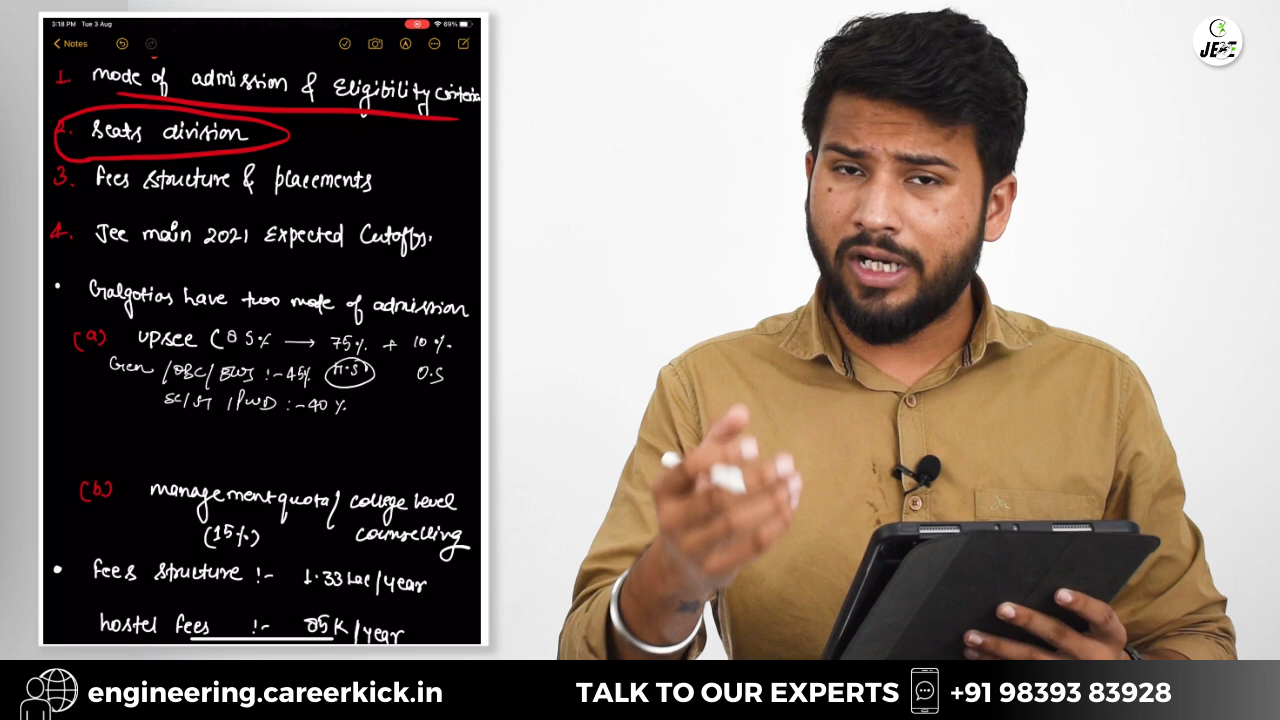 3:18 PM Tue 3 Aug
69%
Notes
1. mode of admission & Eligibility criteria
2. Seats division
3. fees structure & placements
4. Jee main 2021 Expected Cutoffs.
• Galgotias have two mode of admission
(a) upsee (85% → 75% + 10%.
Gen /OBC/ EWS :- 45% H.S O.S
SC/ST /PwD :- 40 %
(b) management quota / college level
(15%) counselling
• fees structure :- 1.33 Lac/year
hostel fees :- 85K/year
JE E
engineering.careerkick.in
TALK TO OUR EXPERTS +91 98393 83928